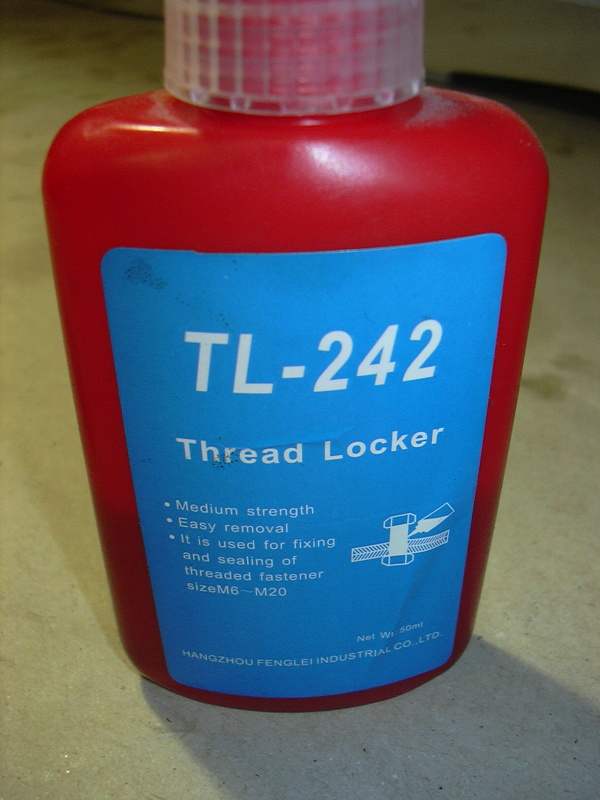 TL-242
Thread Locker
• Medium strength
• Easy removal
• It is used for fixing
and sealing of
threaded fastener
sizeM6~M20
Net Wt 50ml
HANGZHOU FENGLEI INDUSTRIAL CO.,LTD.